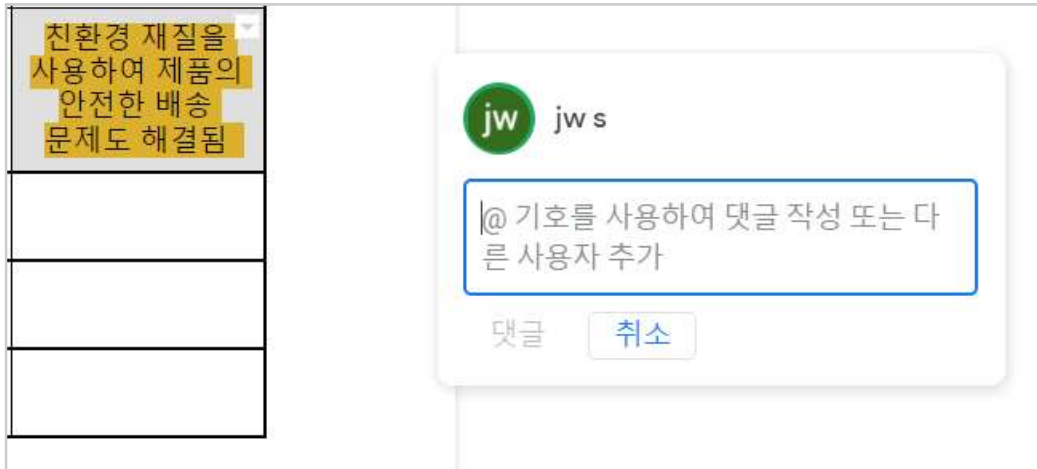 친환경 재질을
사용하여 제품의
안전한 배송
문제도 해결됨
jw
jw s
@ 기호를 사용하여 댓글 작성 또는 다
른 사용자 추가
댓글
취소